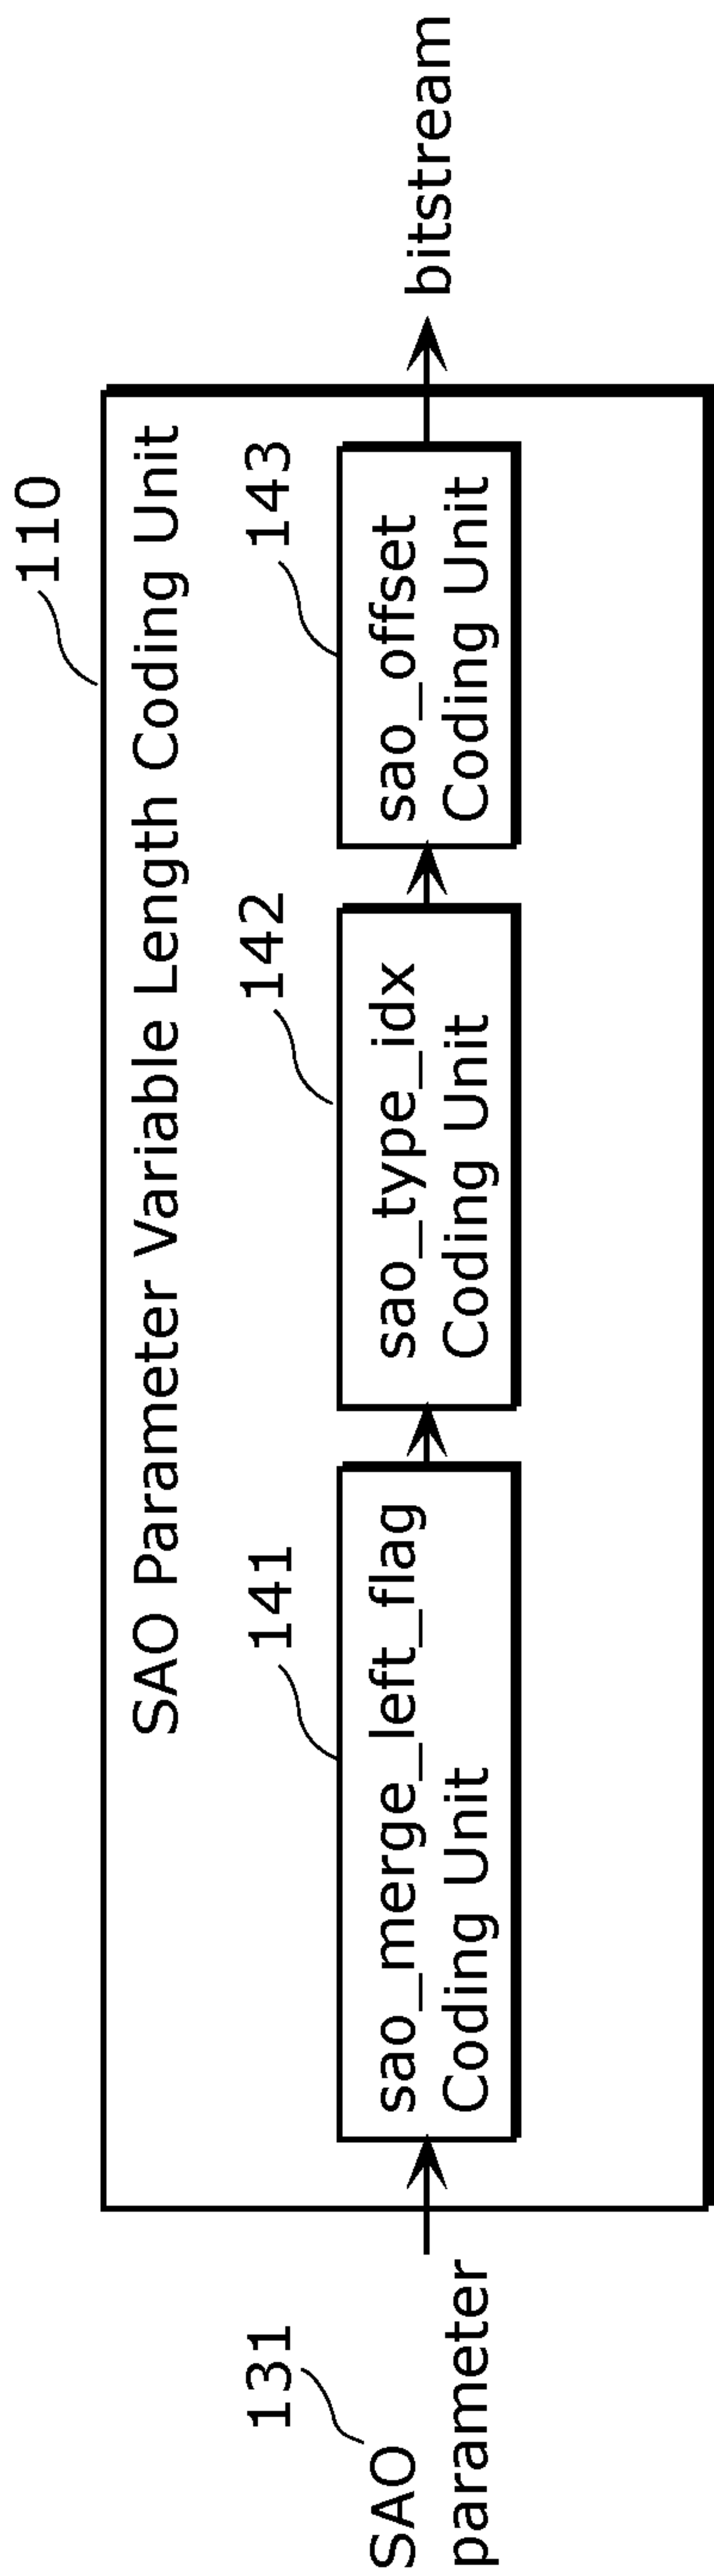 110
SAO Parameter Variable Length Coding Unit
131
SAO
parameter
141
sao_merge_left_flag
Coding Unit
142
sao_type_idx
Coding Unit
143
sao_offset
Coding Unit
bitstream